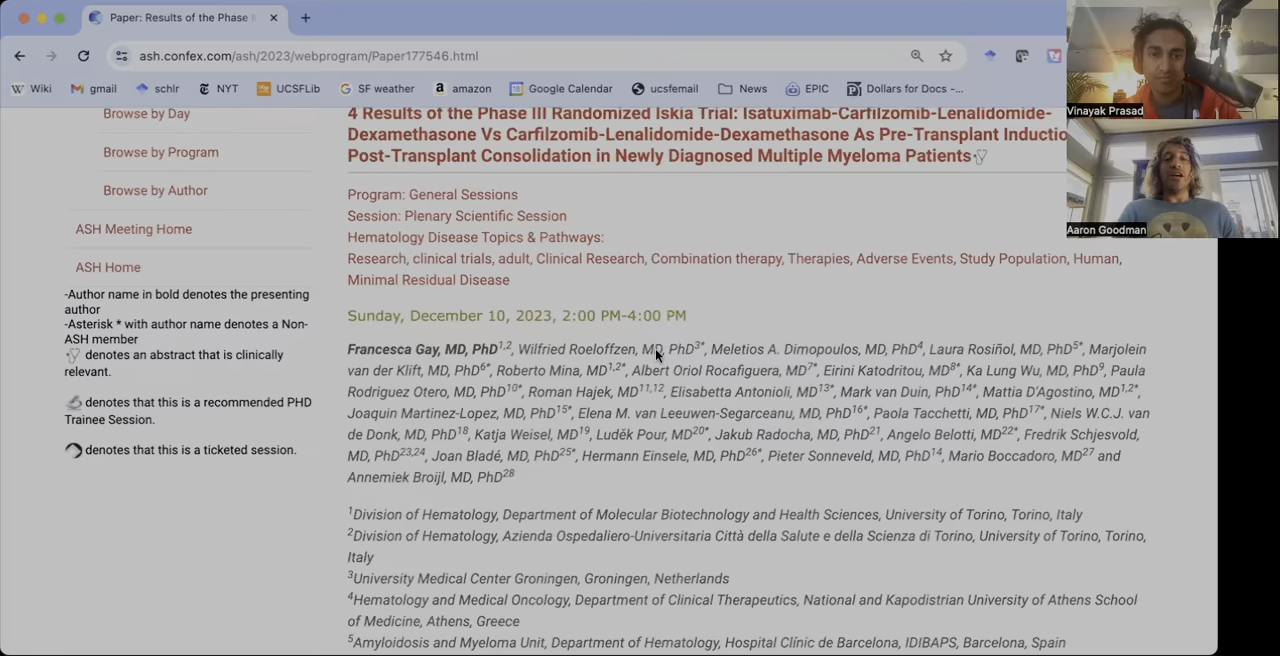 Paper: Results of the Phase
ash.confex.com/ash/2023/webprogram/Paper177546.html
Wiki gmail schlr NYT UCSFLib SF weather amazon Google Calendar ucsfemail News EPIC Dollars for Docs -...
Vinayak Prasad
Aaron Goodman
Browse by Day
Browse by Program
Browse by Author
ASH Meeting Home
ASH Home
-Author name in bold denotes the presenting
author
-Asterisk * with author name denotes a Non-
ASH member
denotes an abstract that is clinically
relevant.
denotes that this is a recommended PHD
Trainee Session.
denotes that this is a ticketed session.
4 Results of the Phase III Randomized Iskia Trial: Isatuximab-Carfilzomib-Lenalidomide-
Dexamethasone Vs Carfilzomib-Lenalidomide-Dexamethasone As Pre-Transplant Inductio
Post-Transplant Consolidation in Newly Diagnosed Multiple Myeloma Patients
Program: General Sessions
Session: Plenary Scientific Session
Hematology Disease Topics & Pathways:
Research, clinical trials, adult, Clinical Research, Combination therapy, Therapies, Adverse Events, Study Population, Human,
Minimal Residual Disease
Sunday, December 10, 2023, 2:00 PM-4:00 PM
Francesca Gay, MD, PhD1,2, Wilfried Roeloffzen, MD, PhD3*, Meletios A. Dimopoulos, MD, PhD4, Laura Rosiñol, MD, PhD5*, Marjolein
van der Klift, MD, PhD6*, Roberto Mina, MD1,2*, Albert Oriol Rocafiguera, MD7*, Eirini Katodritou, MD8*, Ka Lung Wu, MD, PhD9, Paula
Rodriguez Otero, MD, PhD10*, Roman Hajek, MD11,12, Elisabetta Antonioli, MD13*, Mark van Duin, PhD14*, Mattia D'Agostino, MD1,2*,
Joaquin Martinez-Lopez, MD, PhD15*, Elena M. van Leeuwen-Segarceanu, MD, PhD16*, Paola Tacchetti, MD, PhD17*, Niels W.C.J. van
de Donk, MD, PhD18, Katja Weisel, MD19, Luděk Pour, MD20*, Jakub Radocha, MD, PhD21, Angelo Belotti, MD22*, Fredrik Schjesvold,
MD, PhD23,24, Joan Bladé, MD, PhD25*, Hermann Einsele, MD, PhD26*, Pieter Sonneveld, MD, PhD14, Mario Boccadoro, MD27 and
Annemiek Broijl, MD, PhD28
1Division of Hematology, Department of Molecular Biotechnology and Health Sciences, University of Torino, Torino, Italy
2Division of Hematology, Azienda Ospedaliero-Universitaria Città della Salute e della Scienza di Torino, University of Torino, Torino,
Italy
3University Medical Center Groningen, Groningen, Netherlands
4Hematology and Medical Oncology, Department of Clinical Therapeutics, National and Kapodistrian University of Athens School
of Medicine, Athens, Greece
5Amyloidosis and Myeloma Unit, Department of Hematology, Hospital Clínic de Barcelona, IDIBAPS, Barcelona, Spain